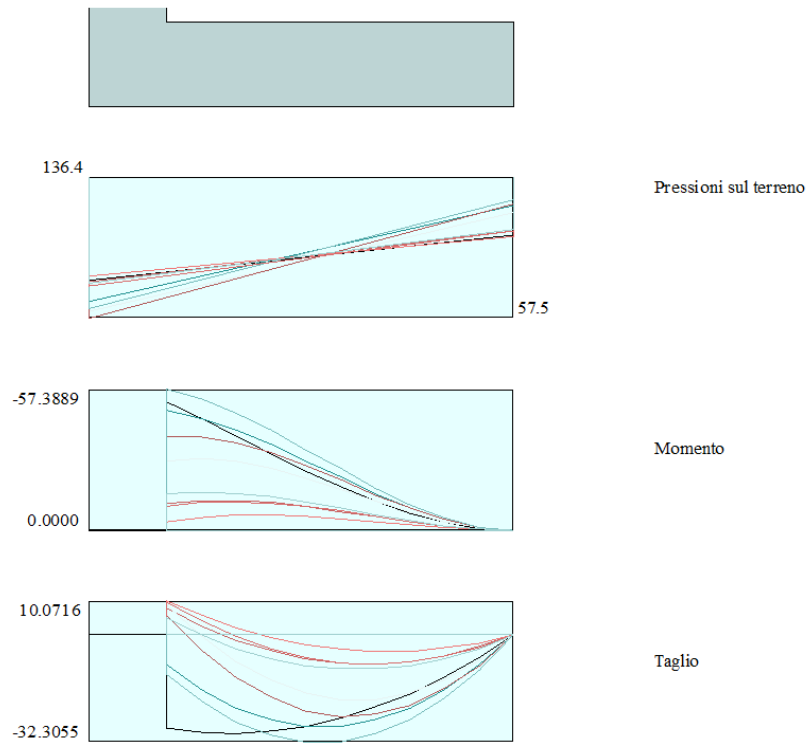 136.4
Pressioni sul terreno
57.5
-57.3889
Momento
0.0000
10.0716
Taglio
-32.3055